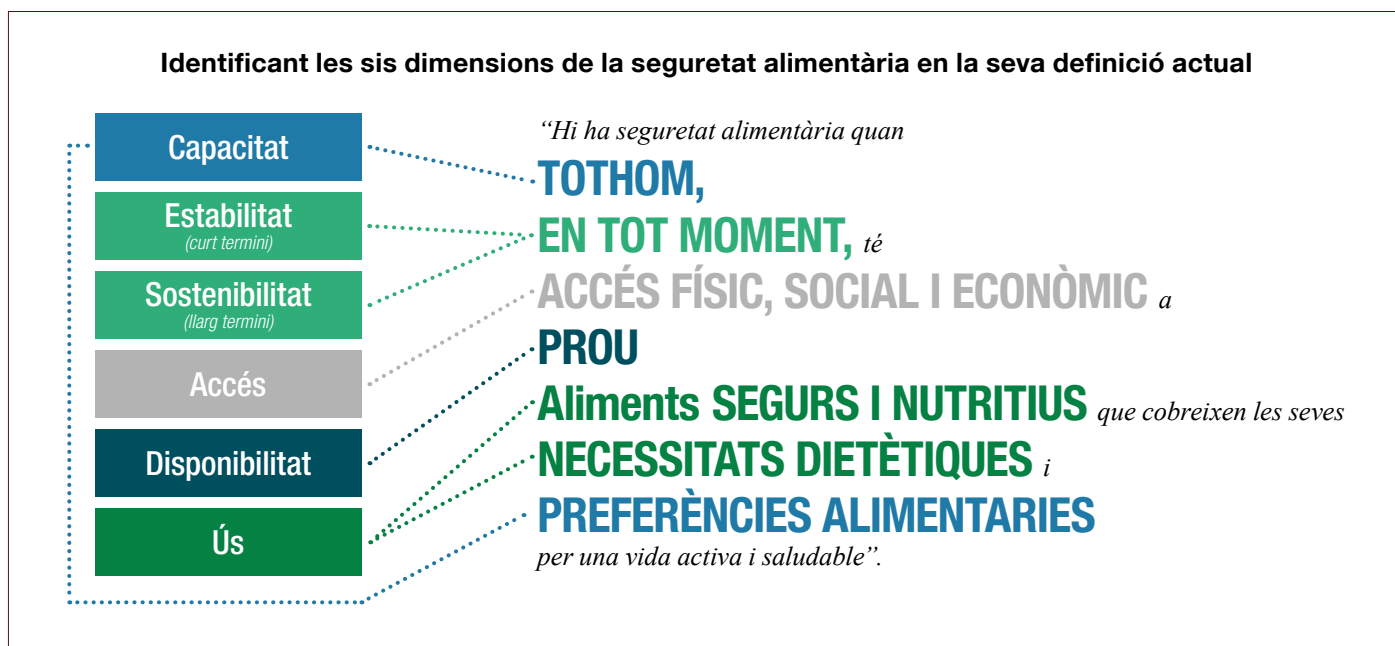 Identificant les sis dimensions de la seguretat alimentària en la seva definició actual
Capacitat
Estabilitat
(curt termini)
Sostenibilitat
(llarg termini)
Accés
Disponibilitat
Ús
“Hi ha seguretat alimentària quan
TOTHOM,
EN TOT MOMENT, té
ACCÉS FÍSIC, SOCIAL I ECONÒMIC a
PROU
Aliments SEGURS I NUTRITIUS que cobreixen les seves
NECESSITATS DIETÈTIQUES i
PREFERÈNCIES ALIMENTARIES
per una vida activa i saludable”.